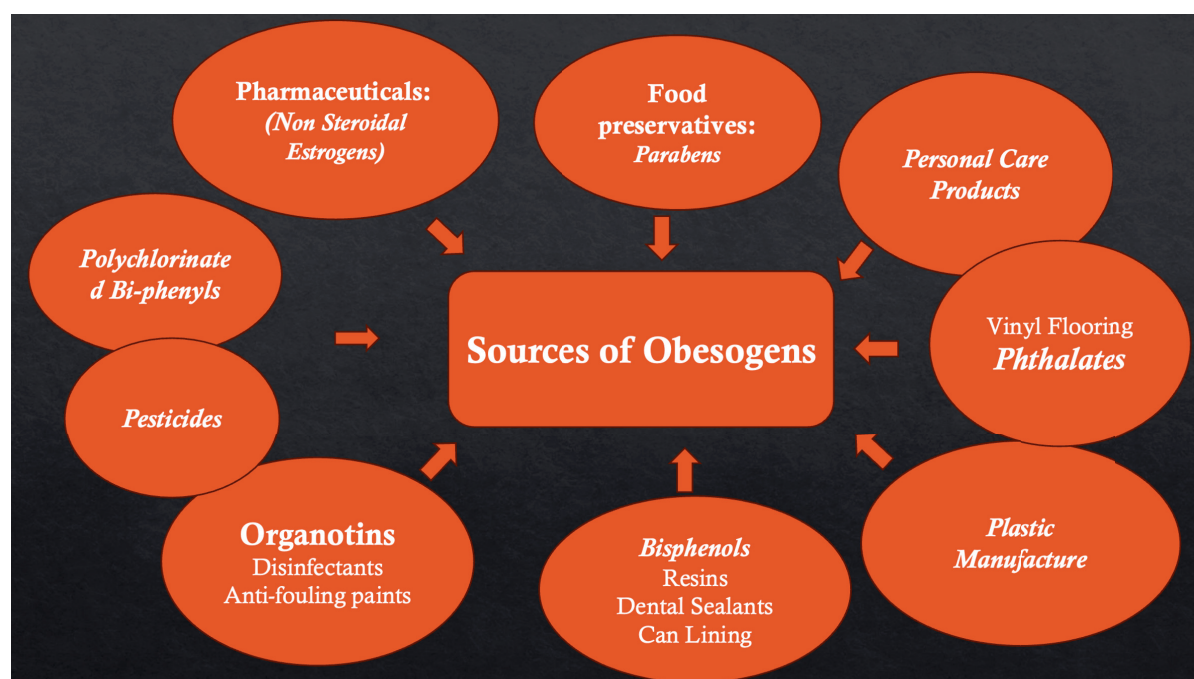 Pharmaceuticals:
(Non Steroidal
Estrogens)
Food
preservatives:
Parabens
Personal Care
Products
Polychlorinate
d Bi-phenyls
Sources of Obesogens
Vinyl Flooring
Phthalates
Pesticides
Organotins
Disinfectants
Anti-fouling paints
Bisphenols
Resins
Dental Sealants
Can Lining
Plastic
Manufacture